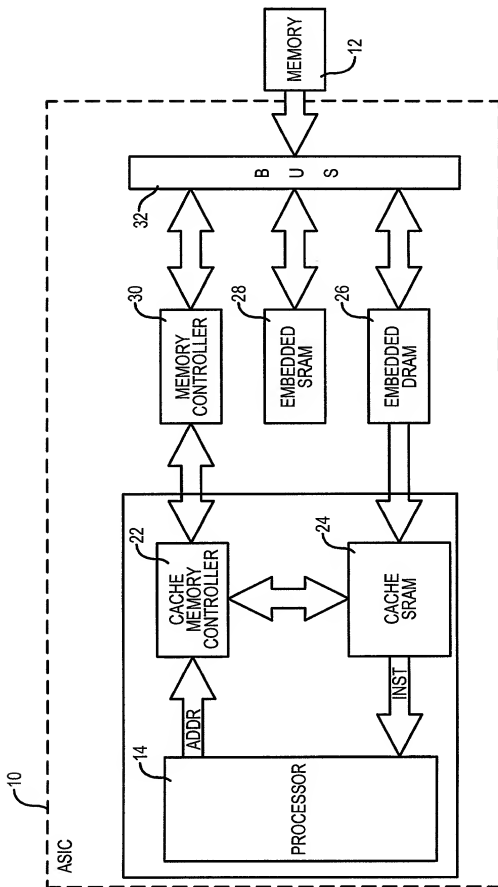 10
ASIC
14
PROCESSOR
ADDR
INST
22
CACHE
MEMORY
CONTROLLER
24
CACHE
SRAM
30
MEMORY
CONTROLLER
28
EMBEDDED
SRAM
26
EMBEDDED
DRAM
32
B U S
MEMORY
12